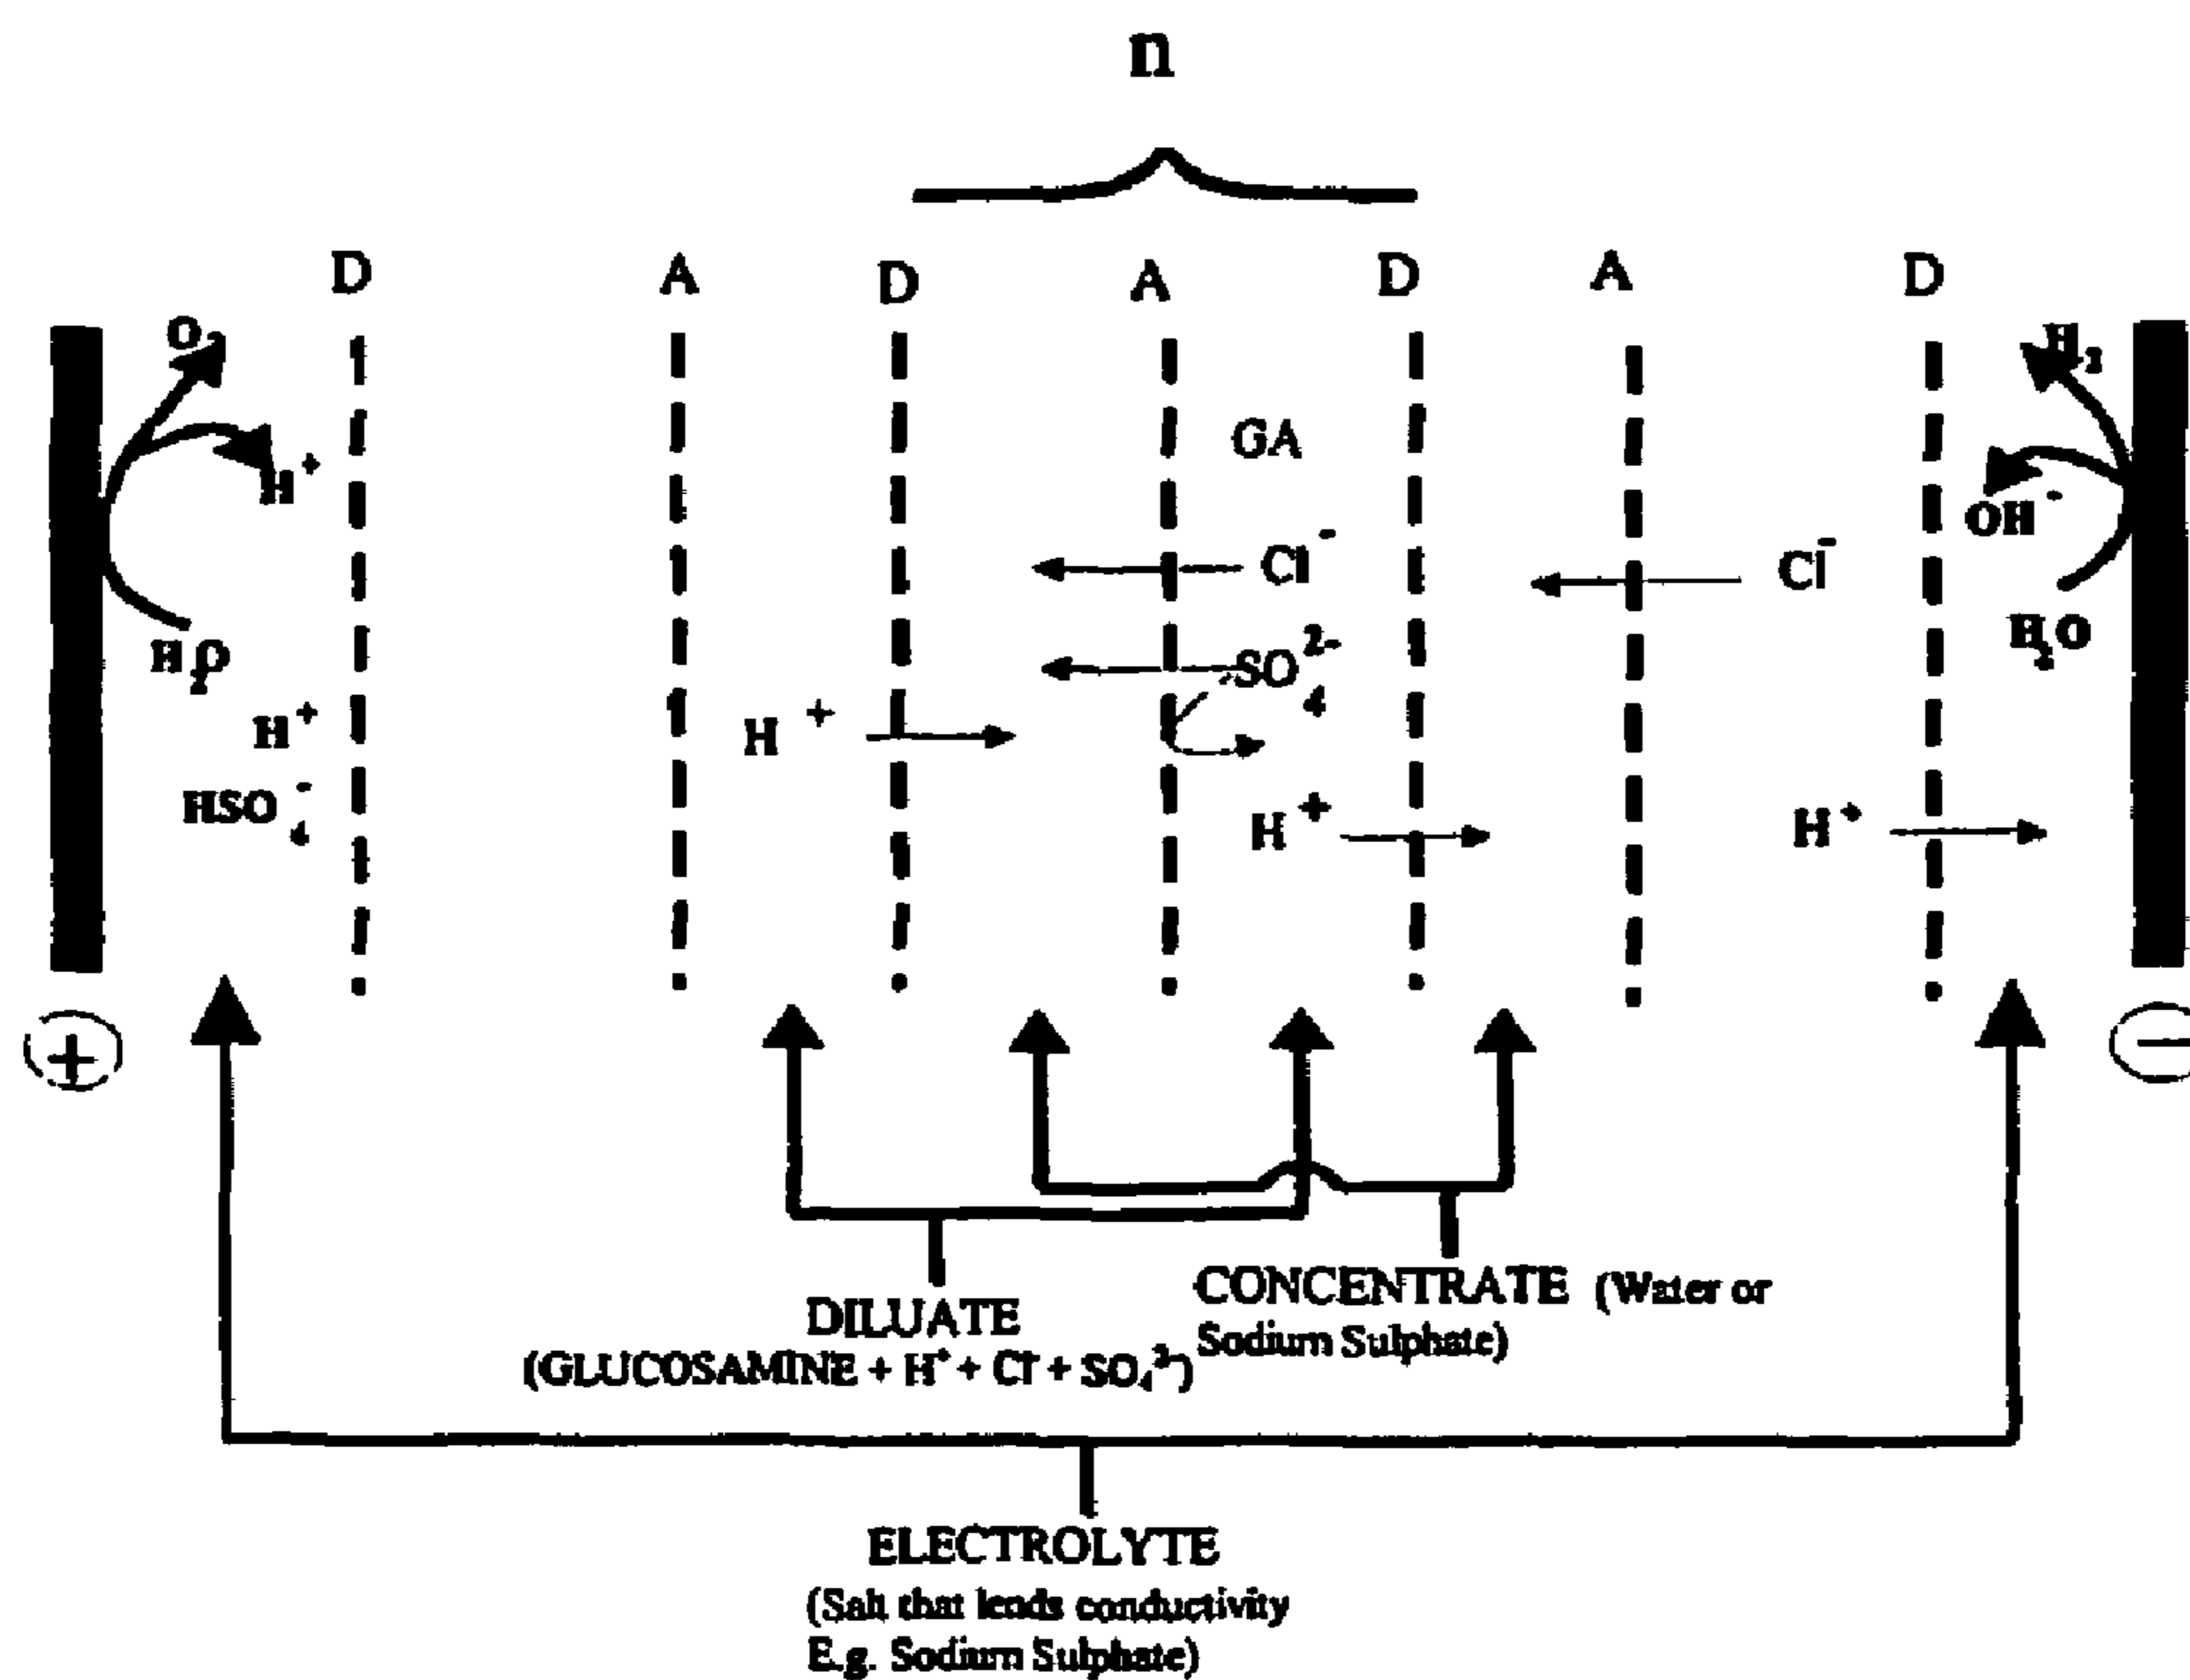 n
D A D A D A D
O₂ H₂
GA
H⁺ OH⁻
Cl⁻ Cl⁻
H₂O SO₄²⁻ H₂O
H⁺ H⁺
HSO₄⁻ H⁺ H⁺
+ −
DILUATE
(GLUCOSAMINE + H⁺ + Cl⁻ + SO₄²⁻)
CONCENTRATE (Water or
Sodium Sulphate)
ELECTROLYTE
(Salt that lends conductivity
E.g. Sodium Sulphate)